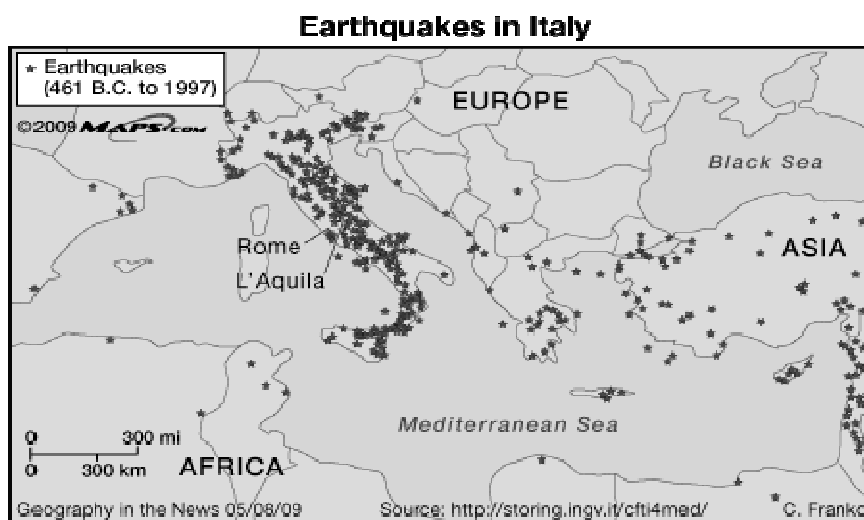 Earthquakes in Italy
Earthquakes
(461 B.C. to 1997)
©2009 MAPS.COM
EUROPE
Black Sea
Rome
ASIA
L'Aquila
Mediterranean Sea
0 300 mi
0 300 km
AFRICA
Geography in the News 05/08/09 Source: http://storing.ingv.it/cfti4med/ C. Franko